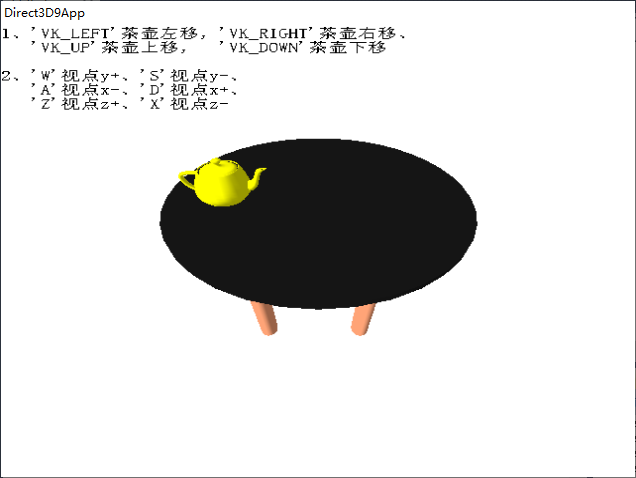 Direct3D9App
1、'VK_LEFT'茶壶左移，'VK_RIGHT'茶壶右移、
'VK_UP'茶壶上移，  'VK_DOWN'茶壶下移
2、'W'视点y+、'S'视点y-、
'A'视点x-、'D'视点x+、
'Z'视点z+、'X'视点z-